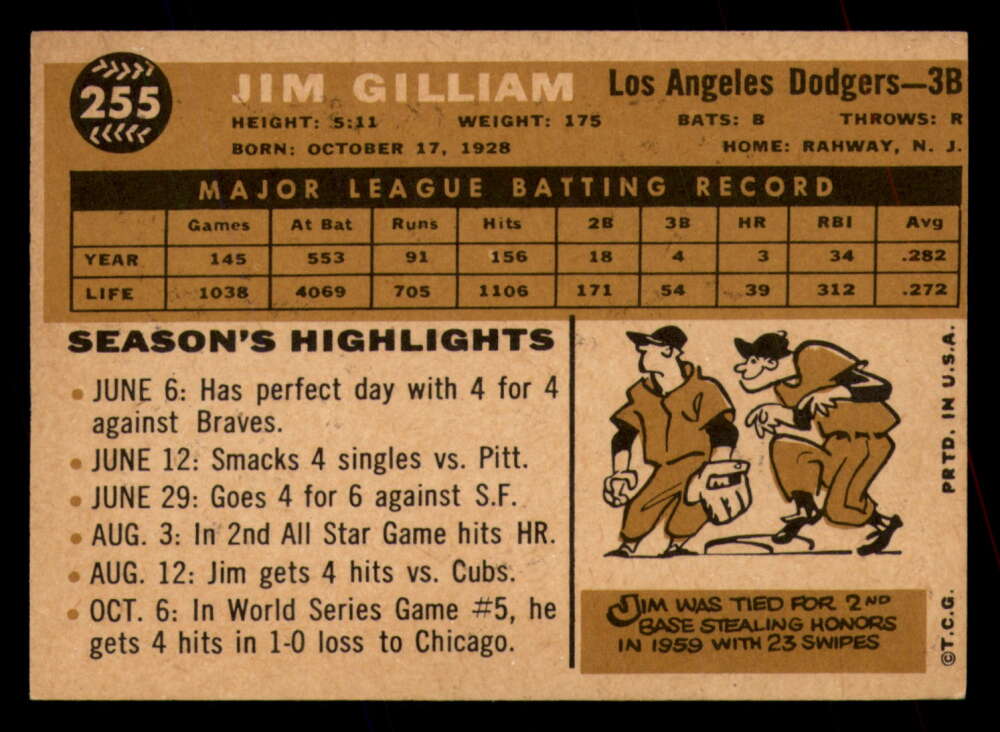 255
JIM GILLIAM Los Angeles Dodgers—3B
HEIGHT: 5:11 WEIGHT: 175 BATS: B THROWS: R
BORN: OCTOBER 17, 1928 HOME: RAHWAY, N. J.
MAJOR LEAGUE BATTING RECORD
Games At Bat Runs Hits 2B 3B HR RBI Avg
YEAR 145 553 91 156 18 4 3 34 .282
LIFE 1038 4069 705 1106 171 54 39 312 .272
SEASON'S HIGHLIGHTS
• JUNE 6: Has perfect day with 4 for 4
against Braves.
• JUNE 12: Smacks 4 singles vs. Pitt.
• JUNE 29: Goes 4 for 6 against S.F.
• AUG. 3: In 2nd All Star Game hits HR.
• AUG. 12: Jim gets 4 hits vs. Cubs.
• OCT. 6: In World Series Game #5, he
gets 4 hits in 1-0 loss to Chicago.
JIM WAS TIED FOR 2ND
BASE STEALING HONORS
IN 1959 WITH 23 SWIPES
©T.C.G. PRTD. IN U.S.A.